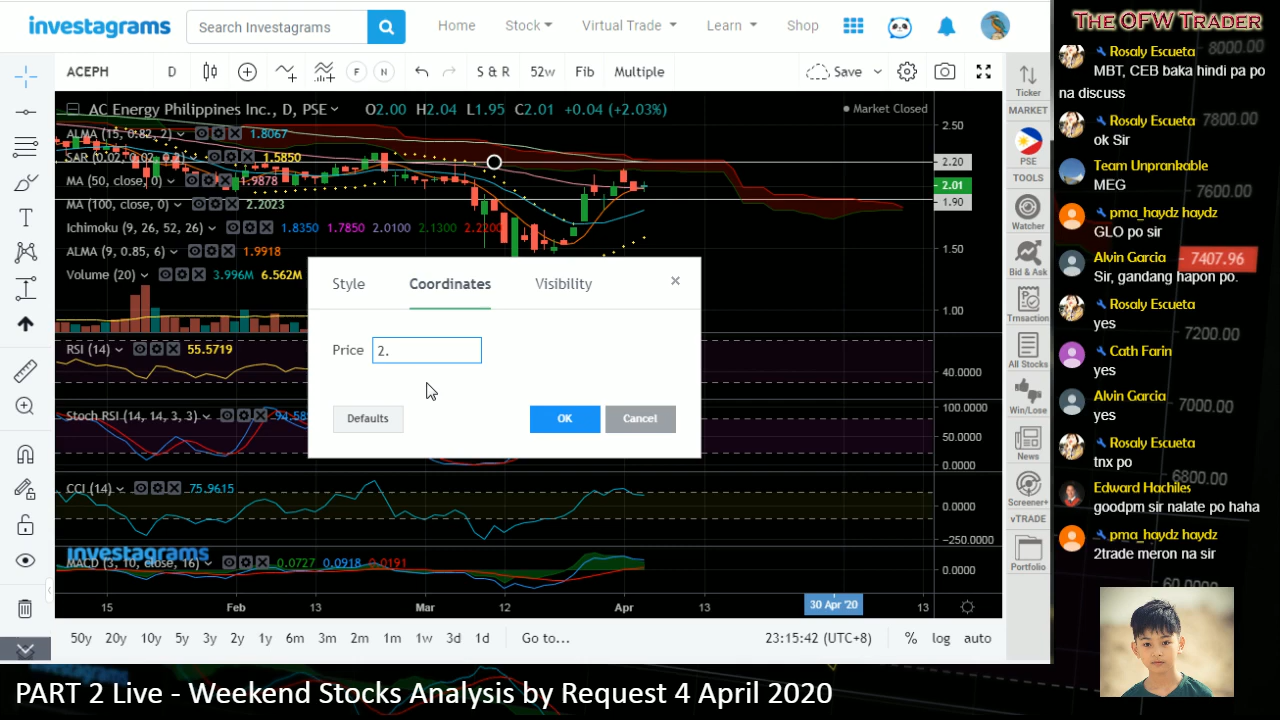 investagrams
Search Investagrams
Home
Stock
Virtual Trade
Learn
Shop
ACEPH
D
F
N
S & R
52w
Fib
Multiple
Save
AC Energy Philippines Inc., D, PSE
O2.00 H2.04 L1.95 C2.01 +0.04 (+2.03%)
Market Closed
ALMA (15, 0.82, 2) 1.8067
SAR (0.02, 0.02, 0.2) 1.5850
MA (50, close, 0) 1.9878
MA (100, close, 0) 2.2023
Ichimoku (9, 26, 52, 26) 1.8350 1.7850 2.0100 2.1300 2.2200
ALMA (9, 0.85, 6) 1.9918
Volume (20) 3.996M 6.562M
2.50
2.20
2.01
1.90
1.50
1.00
RSI (14) 55.5719
40.0000
Stoch RSI (14, 14, 3, 3)
100.0000
50.0000
0.0000
CCI (14) 75.9615
0.0000
-250.0000
investagrams
MACD (3, 10, close, 16) 0.0727 0.0918 0.0191
0.0000
15
Feb
13
Mar
12
Apr
13
30 Apr '20
13
50y 20y 10y 5y 3y 2y 1y 6m 3m 2m 1m 1w 3d 1d
Go to...
23:15:42 (UTC+8)
% log auto
Style
Coordinates
Visibility
Price
2.
Defaults
OK
Cancel
Ticker
MARKET
PSE
TOOLS
Watcher
Bid & Ask
Trnsaction
All Stocks
Win/Lose
News
Screener+
vTRADE
Portfolio
The OFW Trader
Rosaly Escueta
MBT, CEB baka hindi pa po
na discuss
Rosaly Escueta
ok Sir
Team Unprankable
MEG
pma_haydz haydz
GLO po sir
Alvin Garcia
Sir, gandang hapon po.
Rosaly Escueta
yes
Cath Farin
yes
Alvin Garcia
yes
Rosaly Escueta
tnx po
Edward Hachiles
goodpm sir nalate po haha
pma_haydz haydz
2trade meron na sir
8000.00
7800.00
7600.00
7407.96
7200.00
7000.00
6800.00
PART 2 Live - Weekend Stocks Analysis by Request 4 April 2020